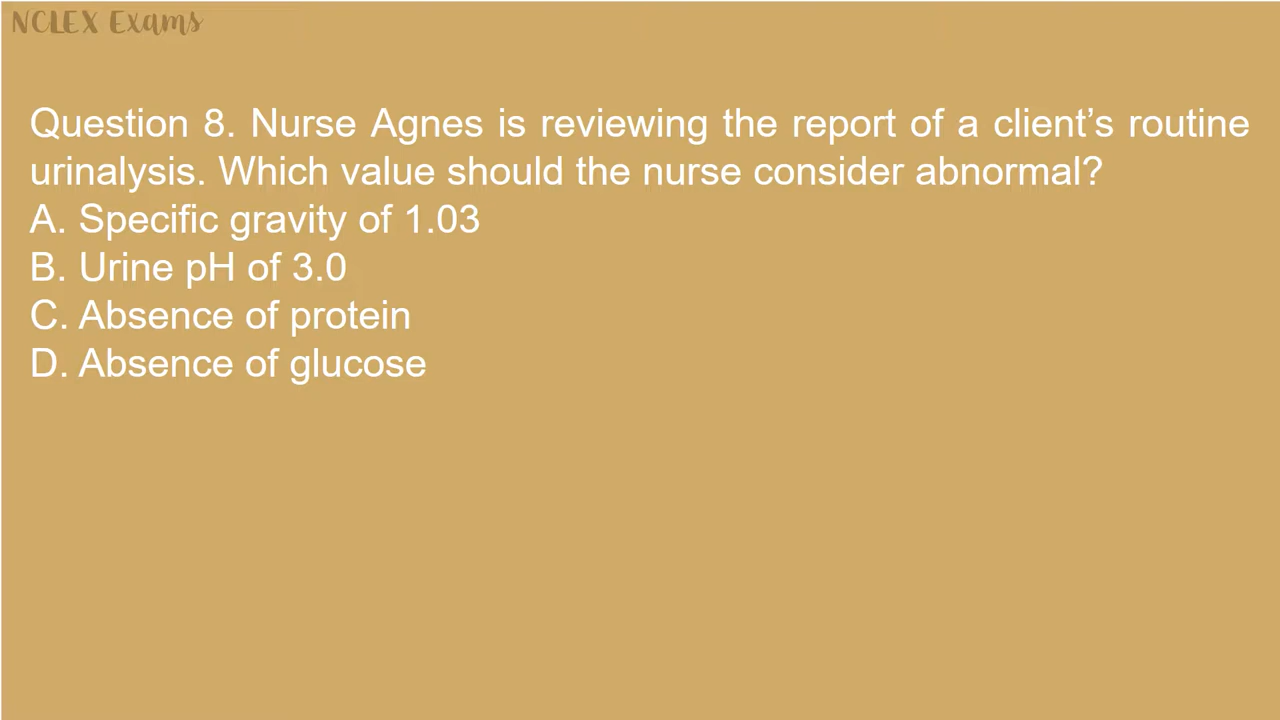 NCLEX Exams
Question 8. Nurse Agnes is reviewing the report of a client’s routine
urinalysis. Which value should the nurse consider abnormal?
A. Specific gravity of 1.03
B. Urine pH of 3.0
C. Absence of protein
D. Absence of glucose